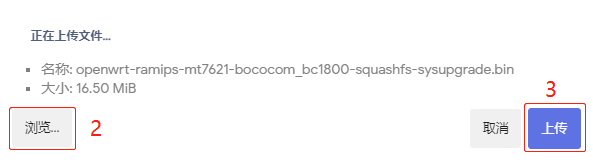 正在上传文件...
名称: openwrt-ramips-mt7621-bococom_bc1800-squashfs-sysupgrade.bin
大小: 16.50 MiB
3
浏览... 2 取消 上传